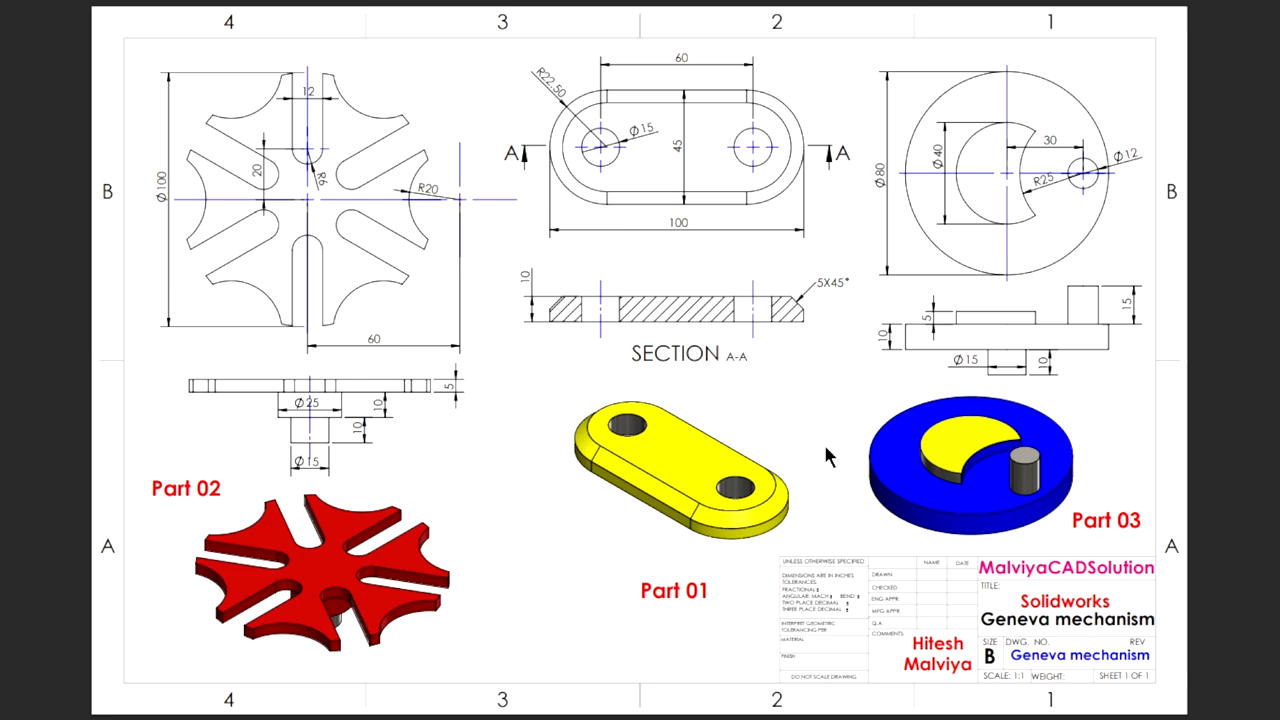 4 3 2 1
B
B
A
A
12
Ø100
20
R6
R20
60
Ø25
5
10
10
Ø15
Part 02
60
R22.50
Ø15
45
A
A
100
10
5X45°
SECTION A-A
Part 01
Ø80
Ø40
30
Ø12
R25
5
10
15
Ø15
10
Part 03
UNLESS OTHERWISE SPECIFIED:
DIMENSIONS ARE IN INCHES
TOLERANCES:
FRACTIONAL±
ANGULAR: MACH± BEND ±
TWO PLACE DECIMAL ±
THREE PLACE DECIMAL ±
INTERPRET GEOMETRIC
TOLERANCING PER:
MATERIAL
FINISH
DO NOT SCALE DRAWING
NAME DATE
DRAWN
CHECKED
ENG APPR.
MFG APPR.
Q.A.
COMMENTS:
Hitesh
Malviya
MalviyaCADSolution
TITLE:
Solidworks
Geneva mechanism
SIZE DWG. NO. REV
B Geneva mechanism
SCALE: 1:1 WEIGHT: SHEET 1 OF 1
4 3 2 1